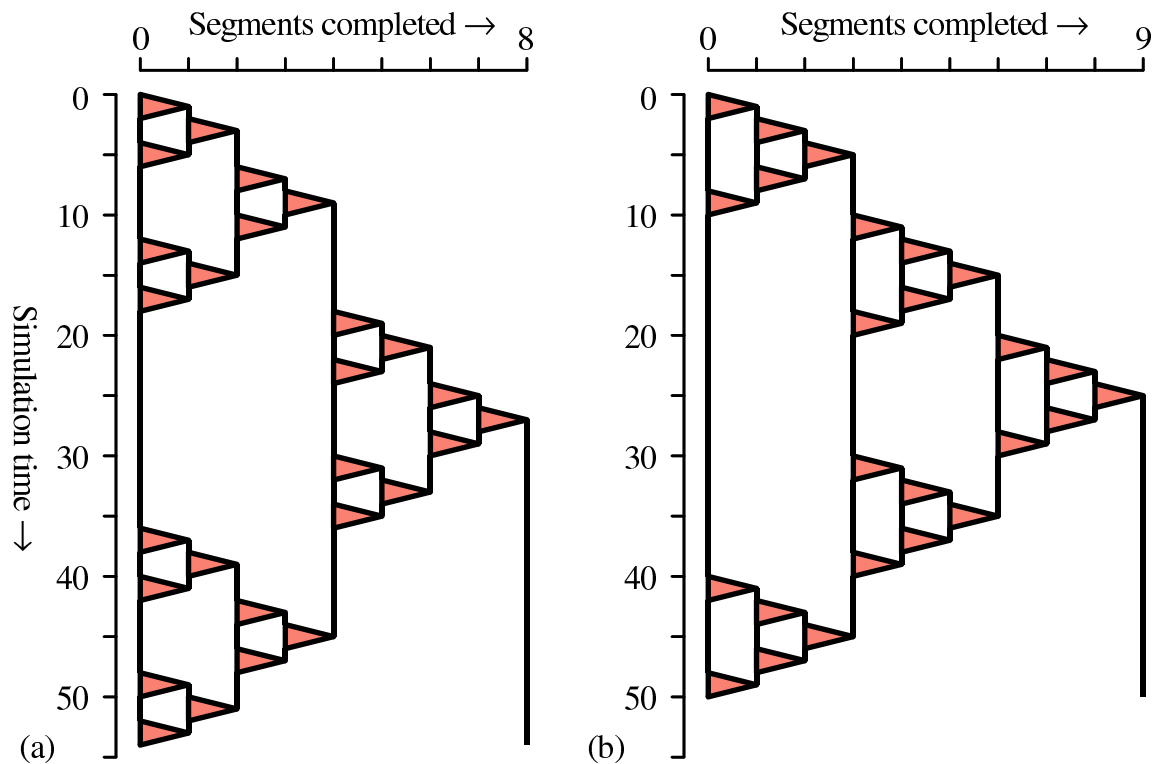 Segments completed →
0 8
0
10
20
30
40
50
Simulation time →
(a)
Segments completed →
0 9
0
10
20
30
40
50
(b)